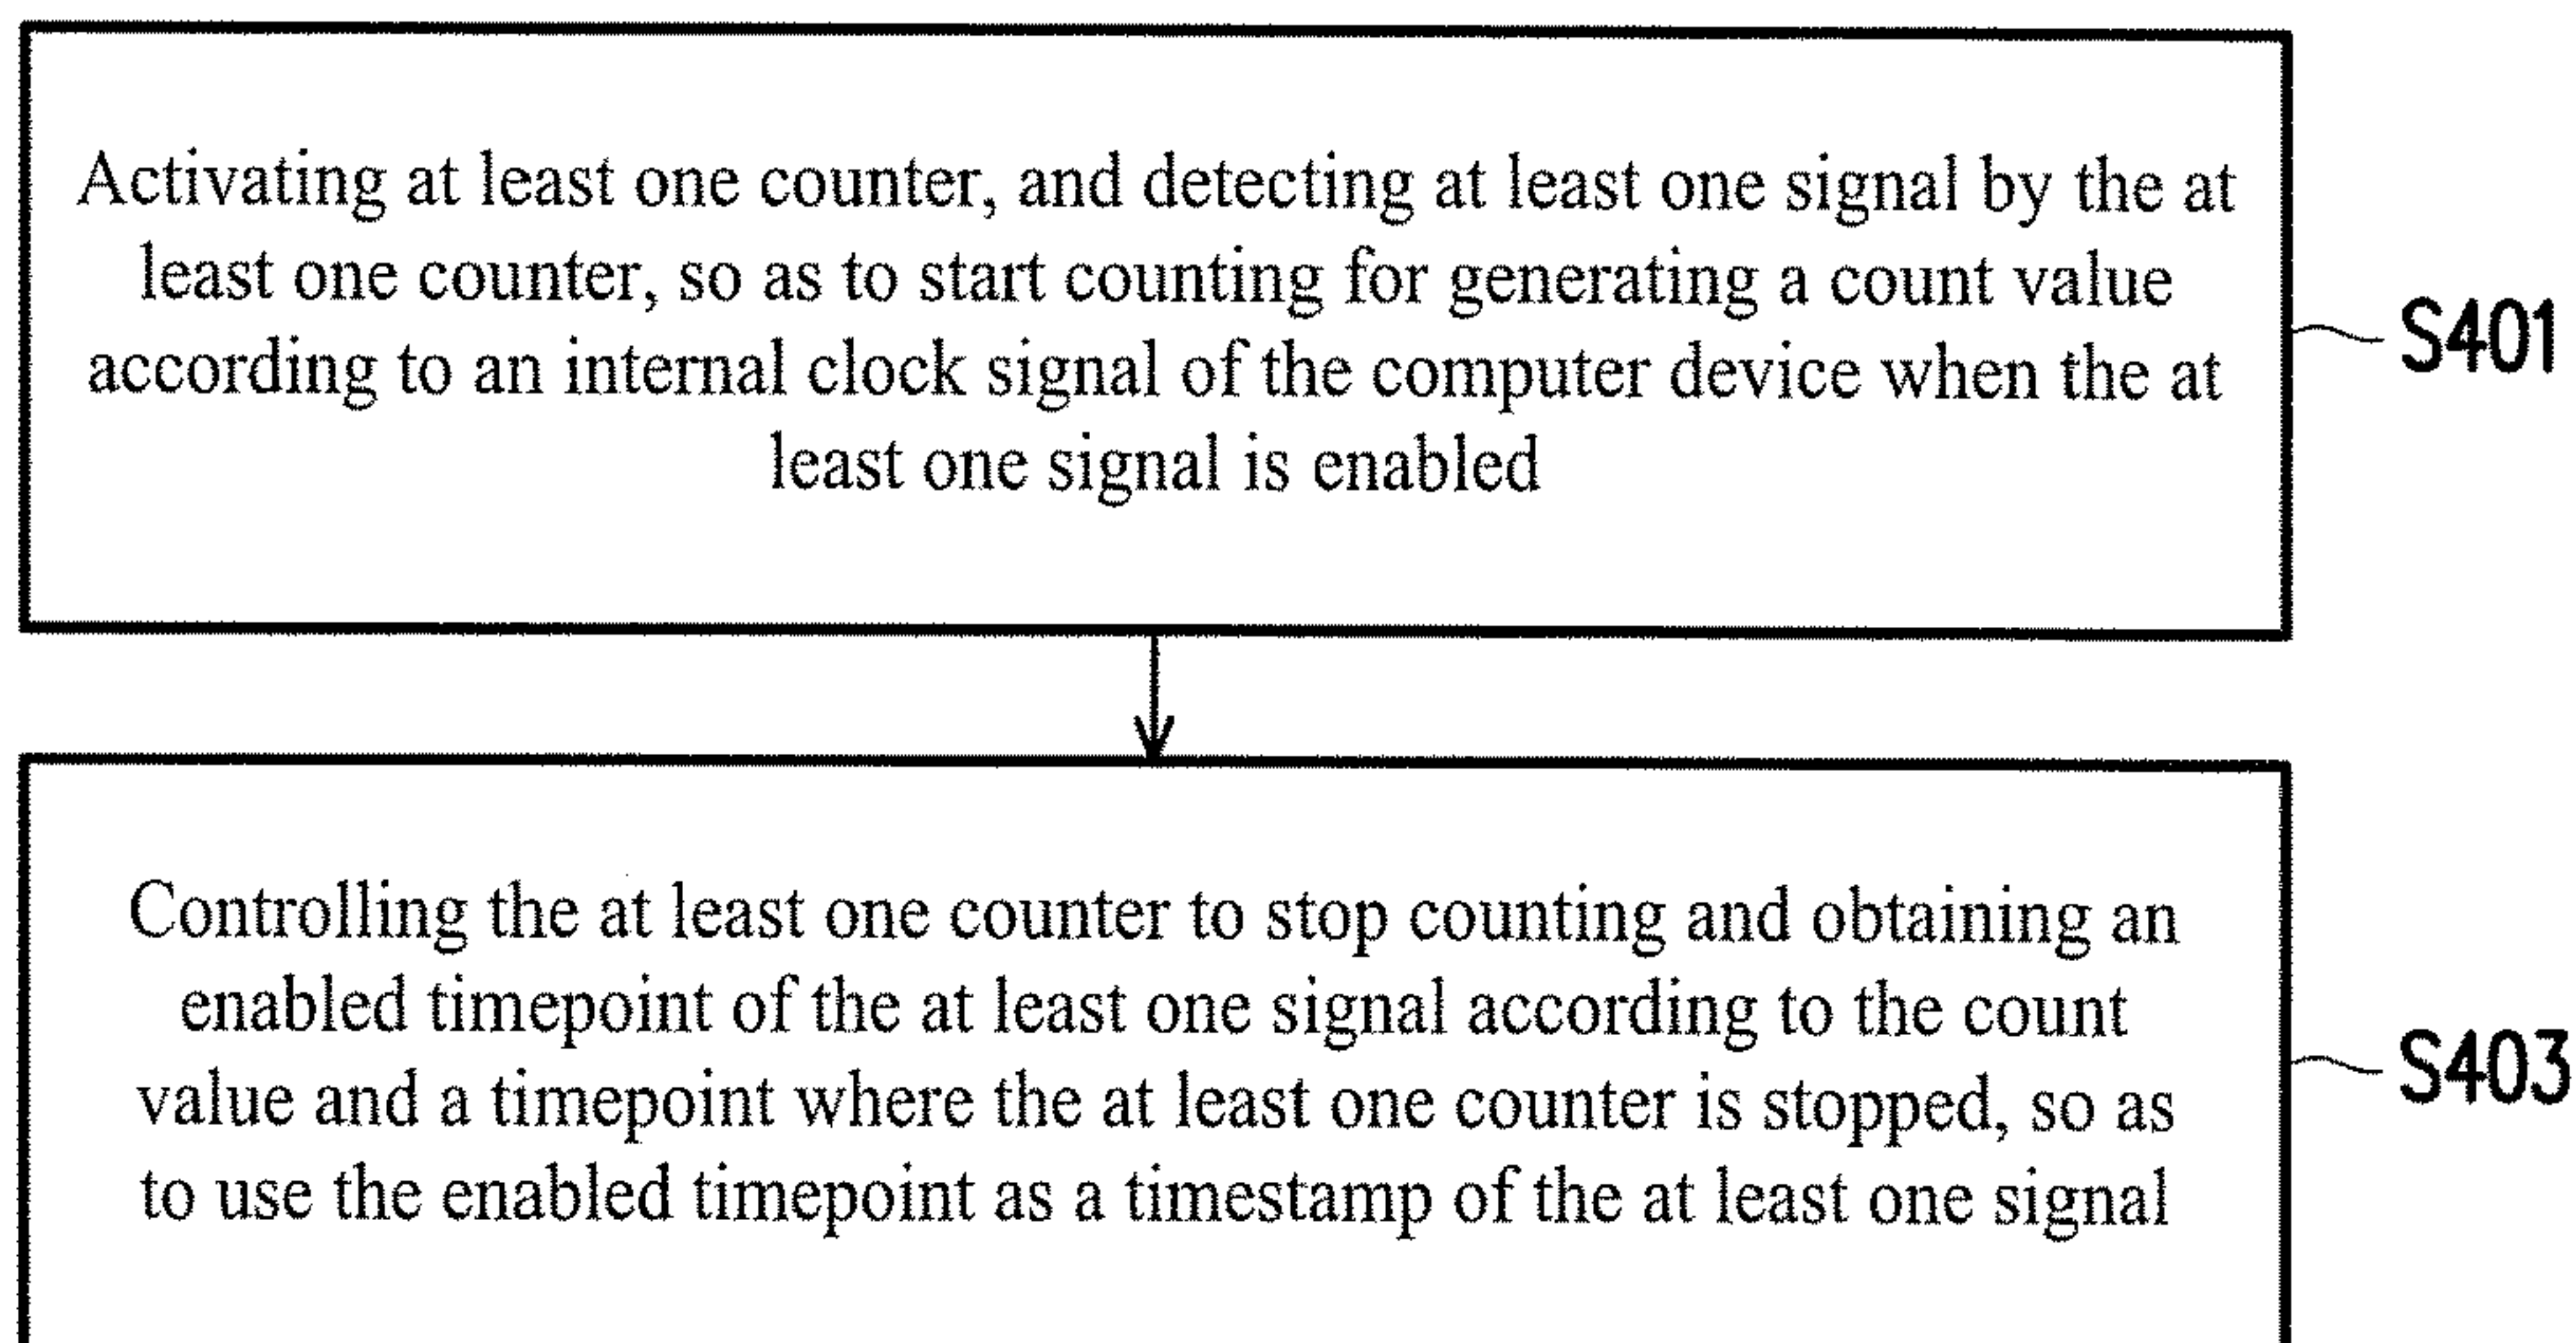 Activating at least one counter, and detecting at least one signal by the at
least one counter, so as to start counting for generating a count value
according to an internal clock signal of the computer device when the at
least one signal is enabled
S401
Controlling the at least one counter to stop counting and obtaining an
enabled timepoint of the at least one signal according to the count
value and a timepoint where the at least one counter is stopped, so as
to use the enabled timepoint as a timestamp of the at least one signal
S403